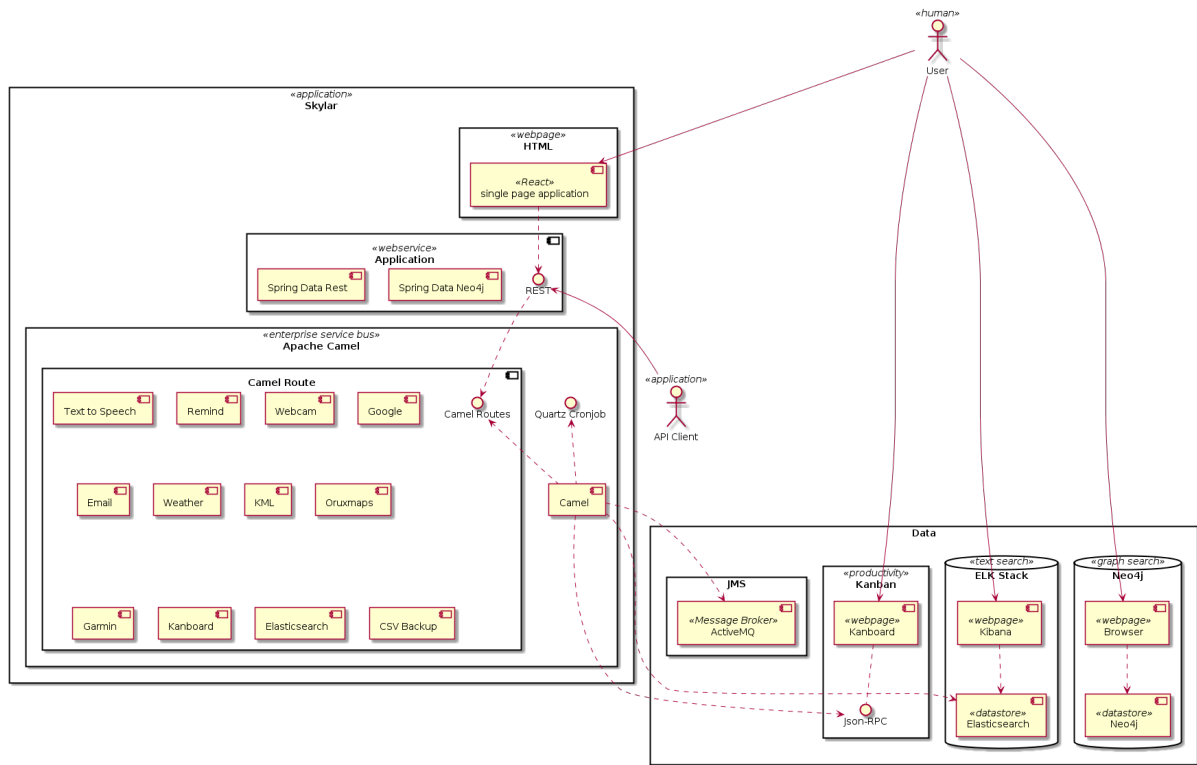 «human»
User
«application»
Skylar
«webpage»
HTML
«React»
single page application
«webservice»
Application
Spring Data Rest
Spring Data Neo4j
REST
«enterprise service bus»
Apache Camel
Camel Route
Text to Speech
Remind
Webcam
Google
Camel Routes
Quartz Cronjob
«application»
API Client
Email
Weather
KML
Oruxmaps
Camel
Garmin
Kanboard
Elasticsearch
CSV Backup
Data
JMS
«Message Broker»
ActiveMQ
«productivity»
Kanban
«webpage»
Kanboard
Json-RPC
«text search»
ELK Stack
«webpage»
Kibana
«datastore»
Elasticsearch
«graph search»
Neo4j
«webpage»
Browser
«datastore»
Neo4j